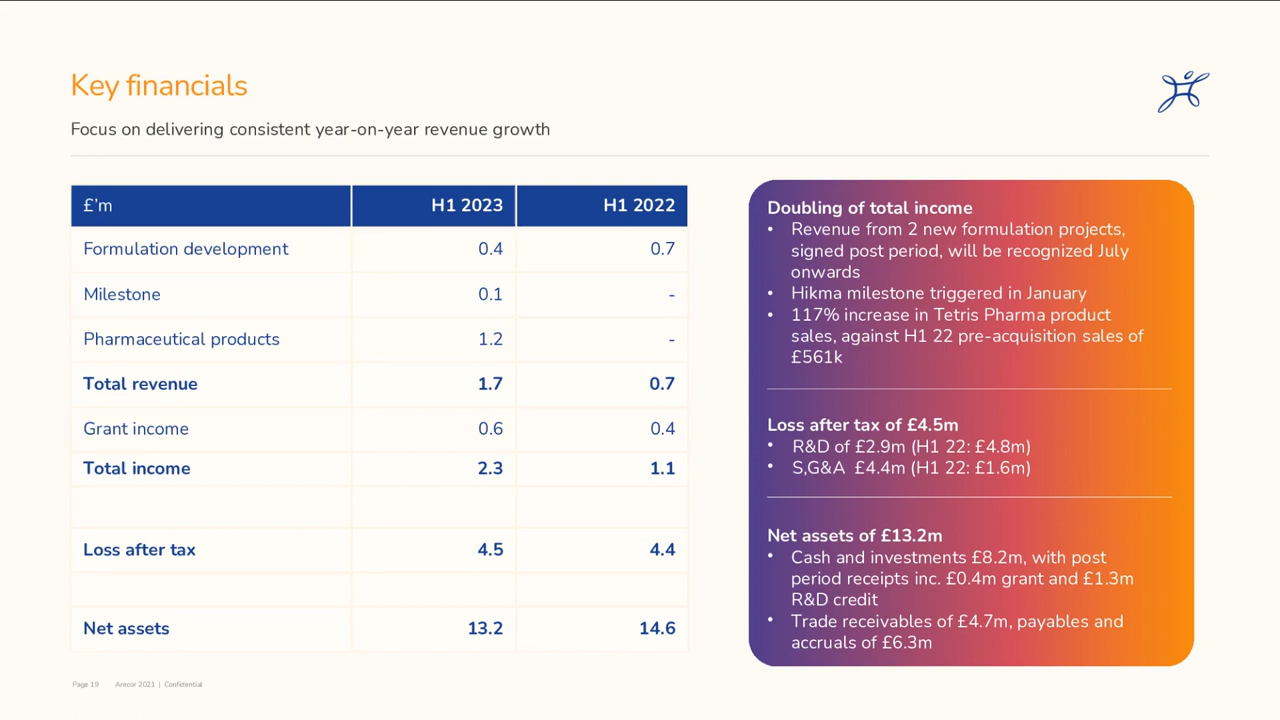 Key financials
Focus on delivering consistent year-on-year revenue growth
£'m H1 2023 H1 2022
Formulation development 0.4 0.7
Milestone 0.1 -
Pharmaceutical products 1.2 -
Total revenue 1.7 0.7
Grant income 0.6 0.4
Total income 2.3 1.1
Loss after tax 4.5 4.4
Net assets 13.2 14.6
Doubling of total income
• Revenue from 2 new formulation projects,
signed post period, will be recognized July
onwards
• Hikma milestone triggered in January
• 117% increase in Tetris Pharma product
sales, against H1 22 pre-acquisition sales of
£561k
Loss after tax of £4.5m
• R&D of £2.9m (H1 22: £4.8m)
• S,G&A £4.4m (H1 22: £1.6m)
Net assets of £13.2m
• Cash and investments £8.2m, with post
period receipts inc. £0.4m grant and £1.3m
R&D credit
• Trade receivables of £4.7m, payables and
accruals of £6.3m
Page 19 Arecor 2021 | Confidential